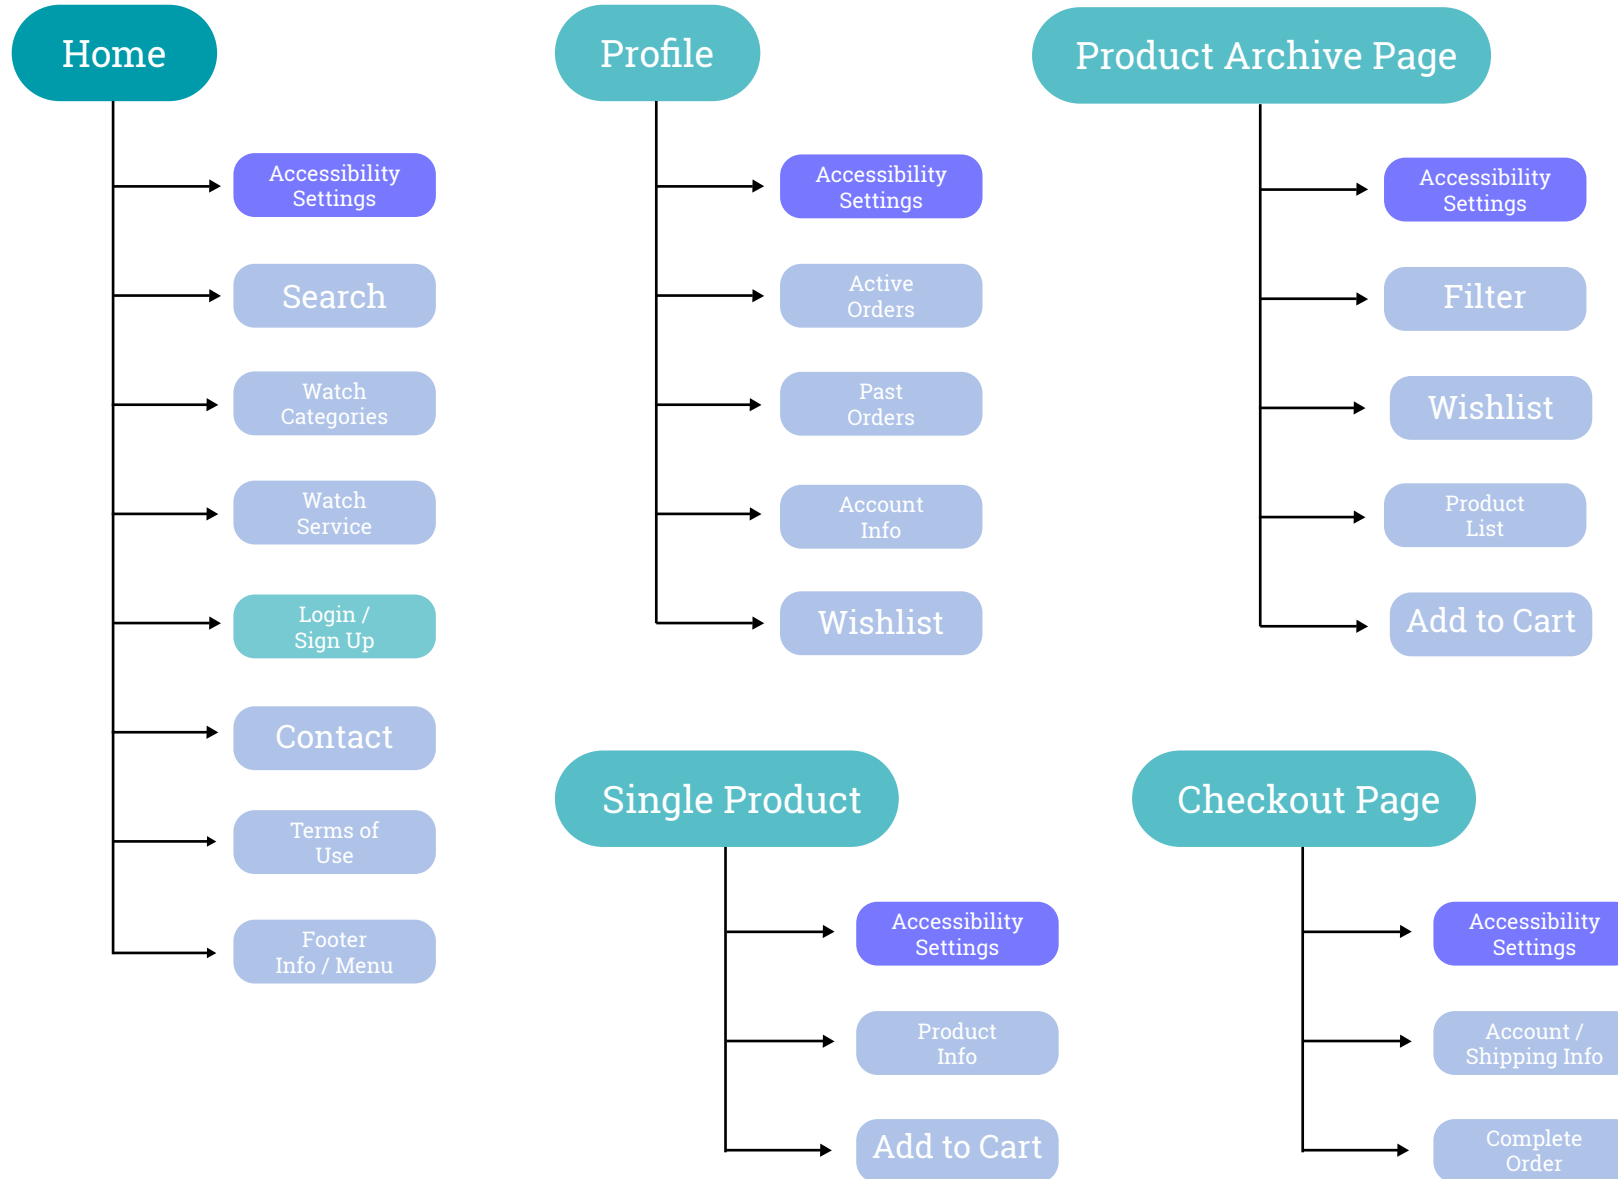 Home
Accessibility
Settings
Search
Watch
Categories
Watch
Service
Login /
Sign Up
Contact
Terms of
Use
Footer
Info / Menu
Profile
Accessibility
Settings
Active
Orders
Past
Orders
Account
Info
Wishlist
Product Archive Page
Accessibility
Settings
Filter
Wishlist
Product
List
Add to Cart
Single Product
Accessibility
Settings
Product
Info
Add to Cart
Checkout Page
Accessibility
Settings
Account /
Shipping Info
Complete
Order